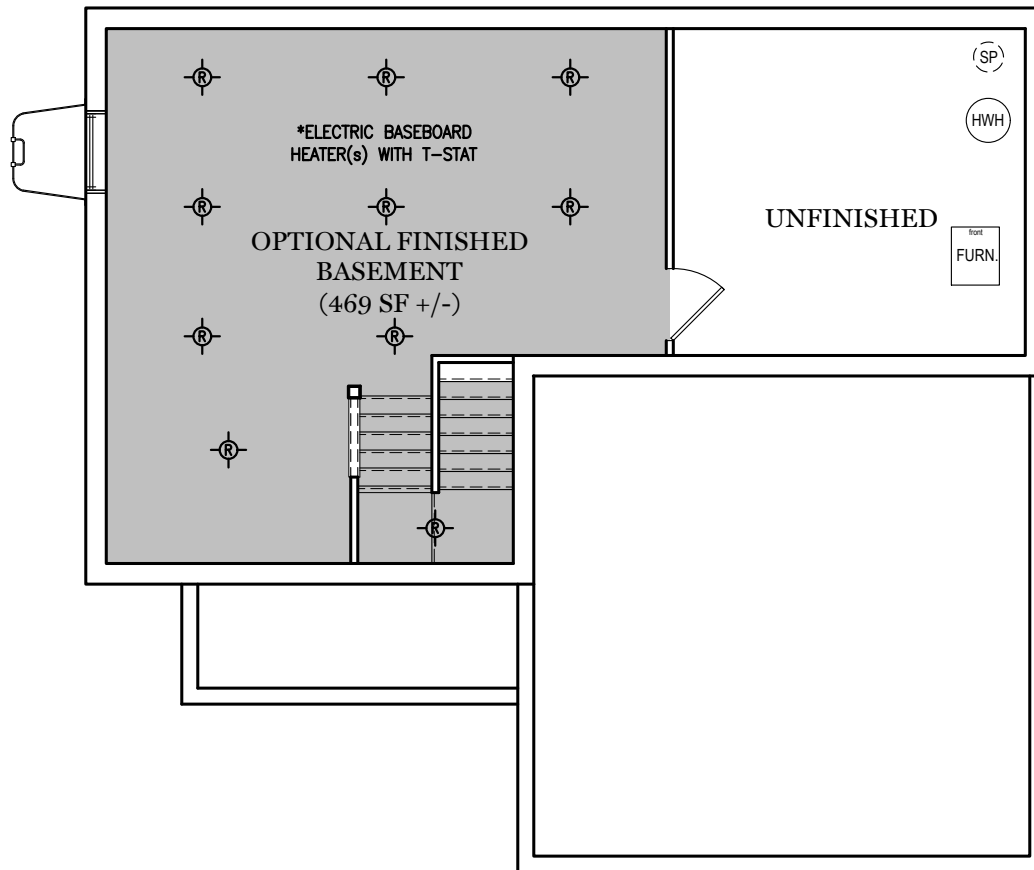 R R R
SP
*ELECTRIC BASEBOARD
HEATER(s) WITH T-STAT
HWH
R R R
UNFINISHED
OPTIONAL FINISHED
BASEMENT
(469 SF +/-)
front
FURN.
R R
R
R